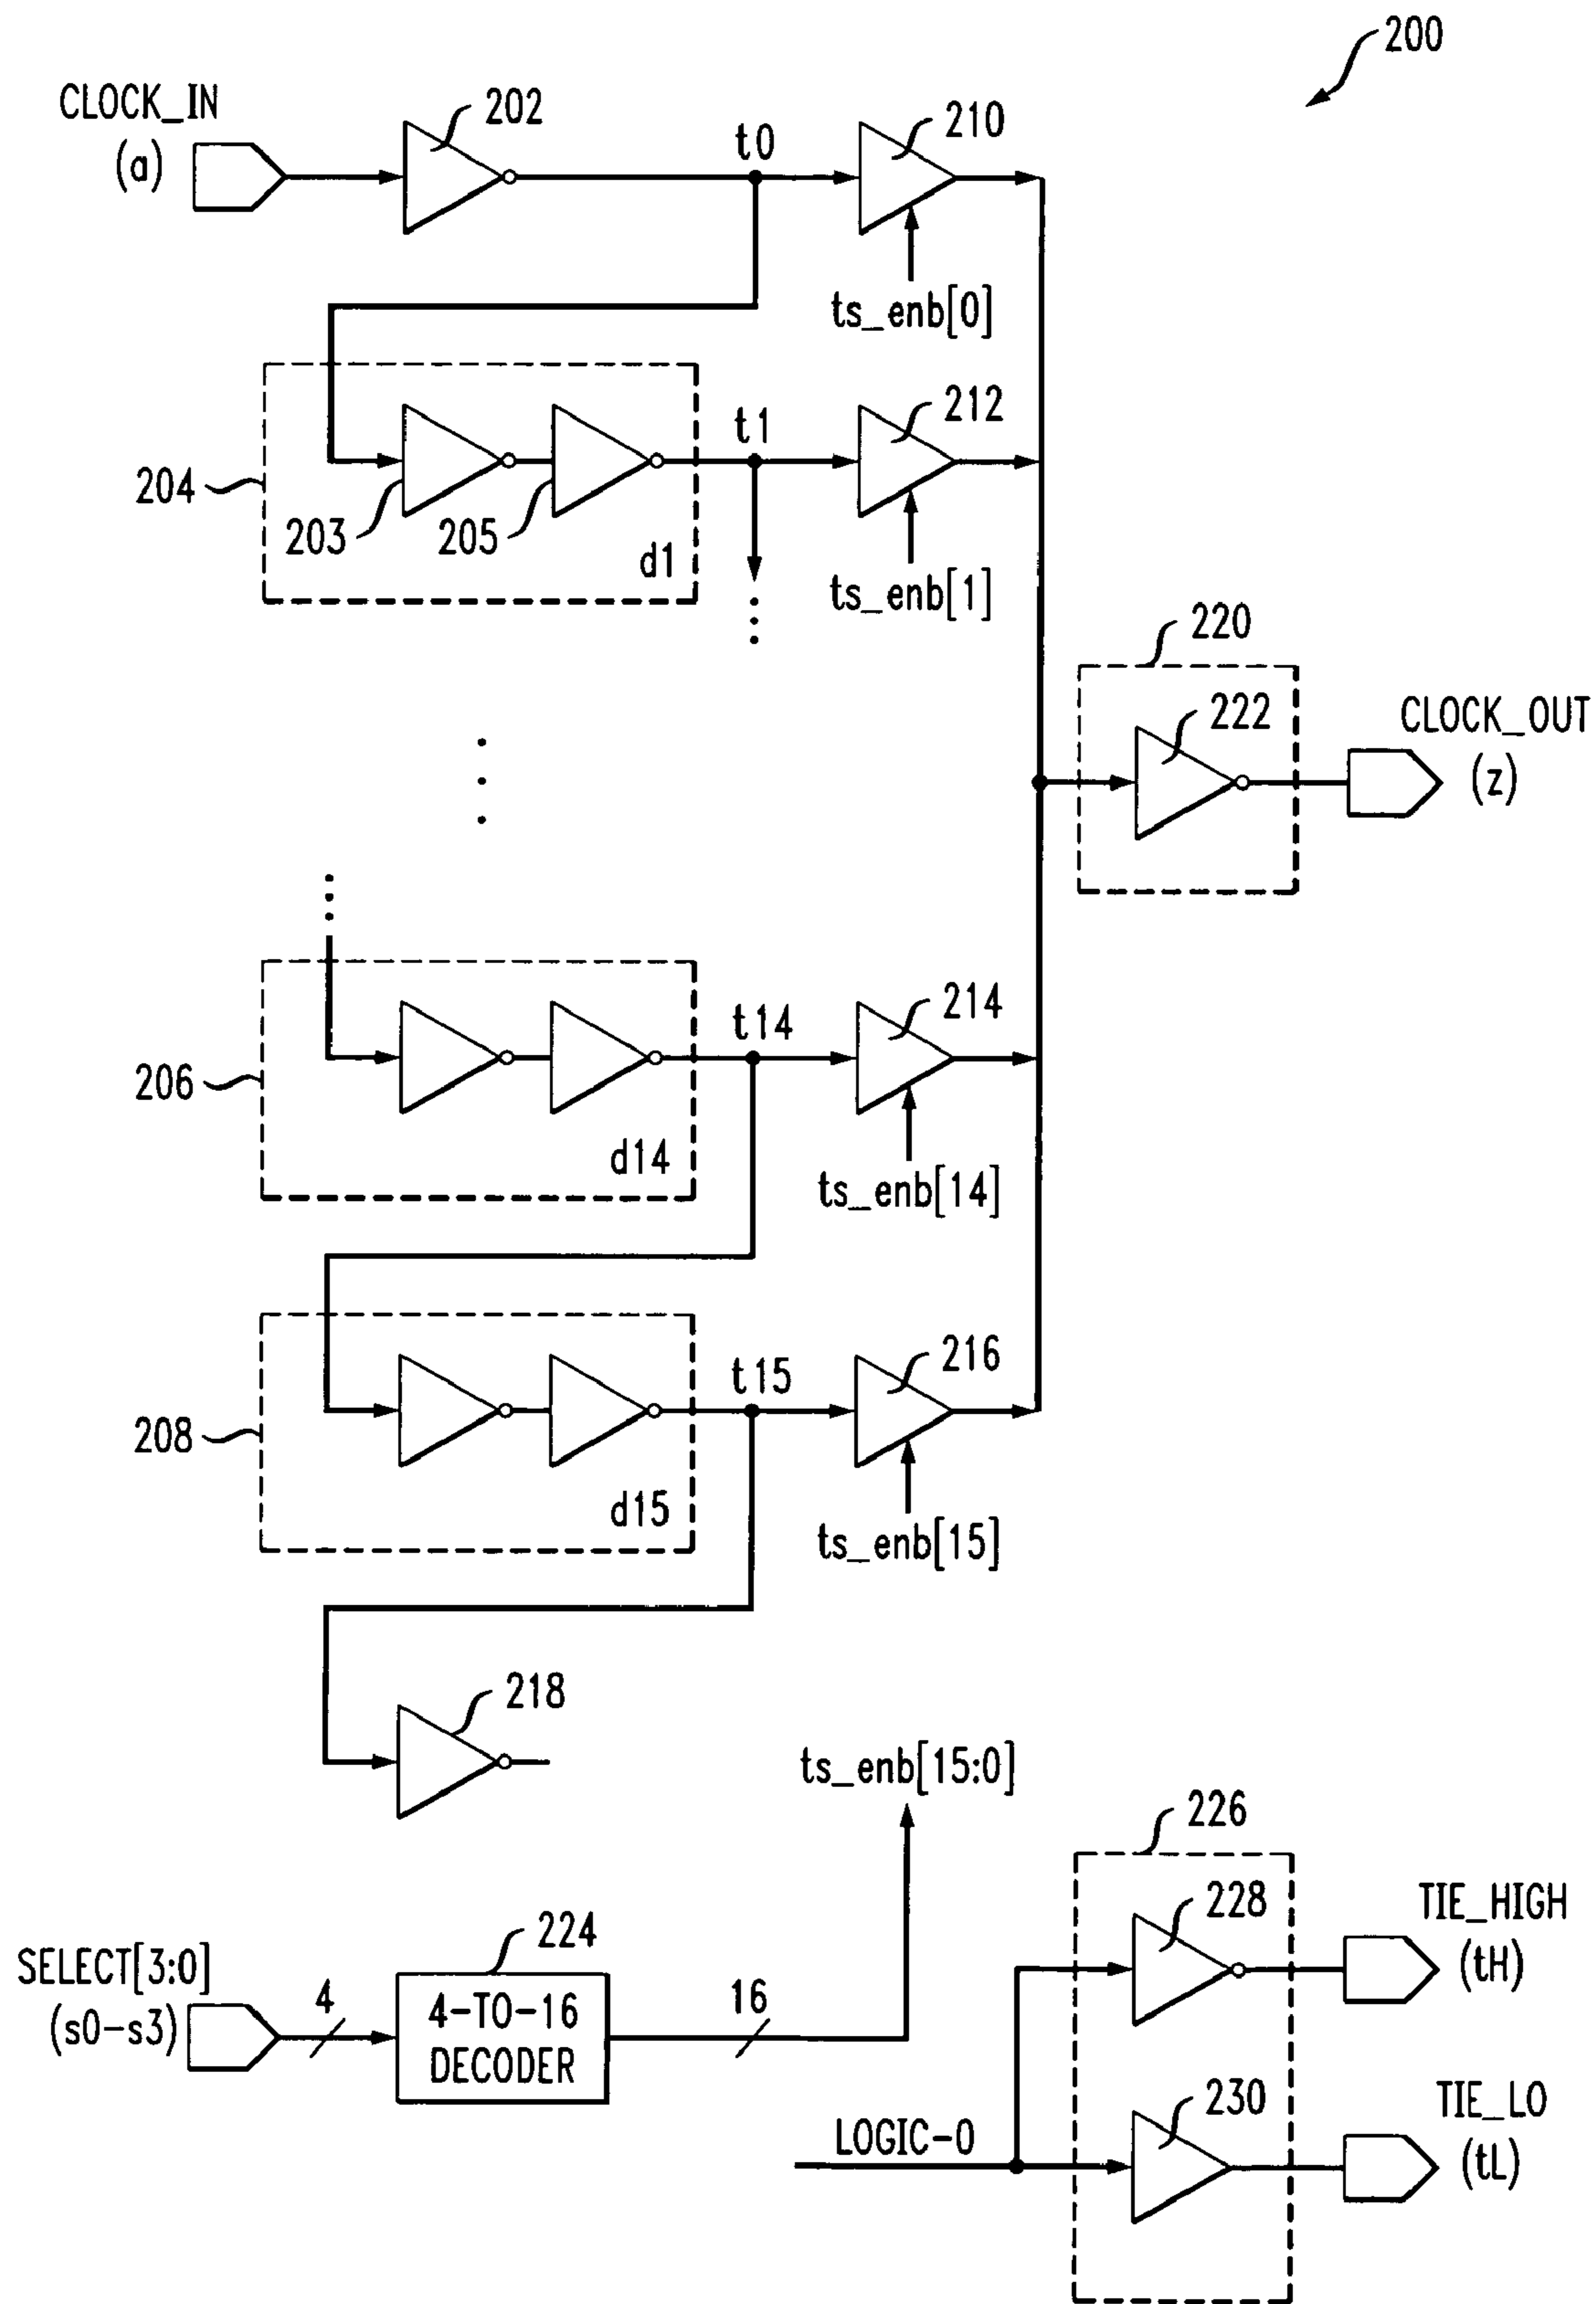 200
CLOCK_IN
(a)
202
t0
210
ts_enb[0]
204
203
205
d1
t1
212
ts_enb[1]
220
222
CLOCK_OUT
(z)
206
d14
t14
214
ts_enb[14]
208
d15
t15
216
ts_enb[15]
218
ts_enb[15:0]
SELECT[3:0]
(s0-s3)
4
224
4-TO-16
DECODER
16
226
228
TIE_HIGH
(tH)
LOGIC-0
230
TIE_LO
(tL)